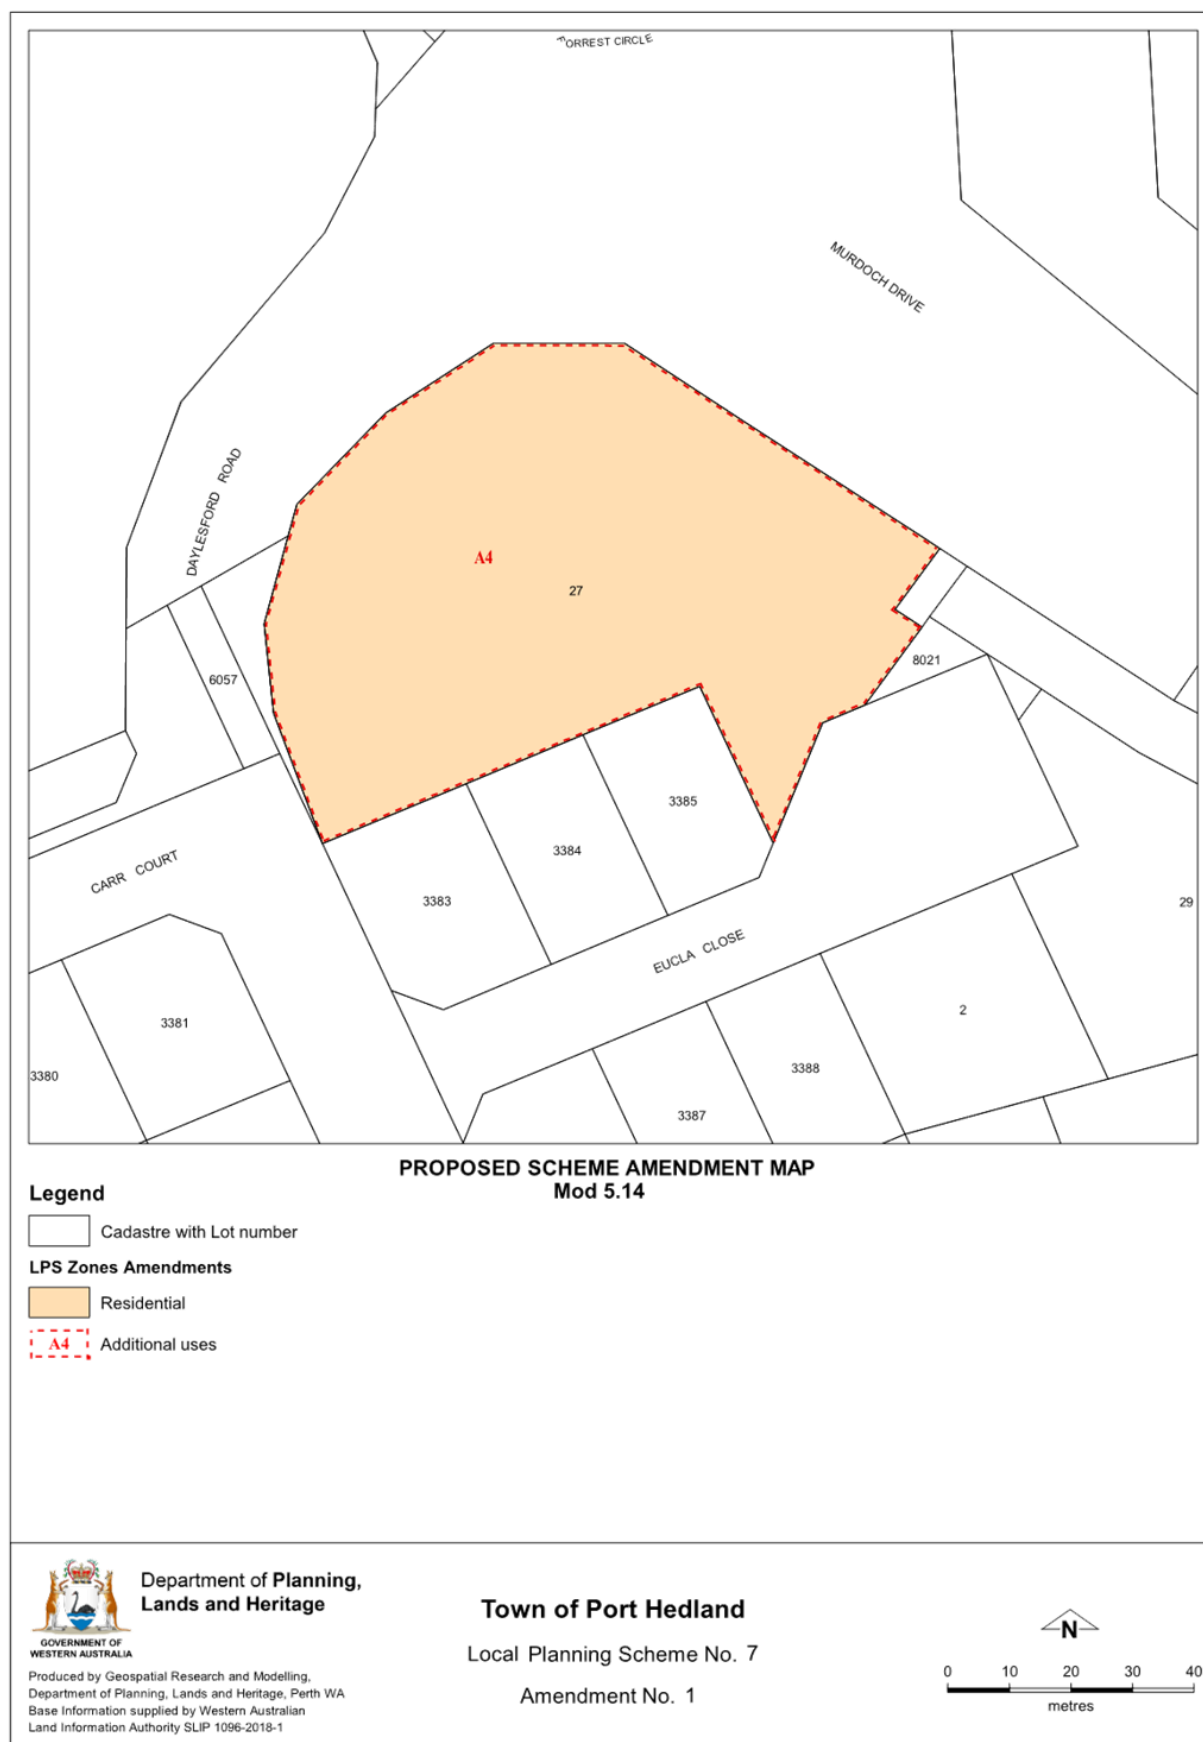 FORREST CIRCLE
MURDOCH DRIVE
DAYLESFORD ROAD
A4
27
8021
6057
3385
3384
3383
CARR COURT
29
EUCLA CLOSE
2
3381
3380
3388
3387
PROPOSED SCHEME AMENDMENT MAP
Mod 5.14
Legend
Cadastre with Lot number
LPS Zones Amendments
Residential
A4 Additional uses
Department of Planning,
Lands and Heritage
GOVERNMENT OF
WESTERN AUSTRALIA
Produced by Geospatial Research and Modelling,
Department of Planning, Lands and Heritage, Perth WA
Base Information supplied by Western Australian
Land Information Authority SLIP 1096-2018-1
Town of Port Hedland
Local Planning Scheme No. 7
Amendment No. 1
N
0 10 20 30 40
metres